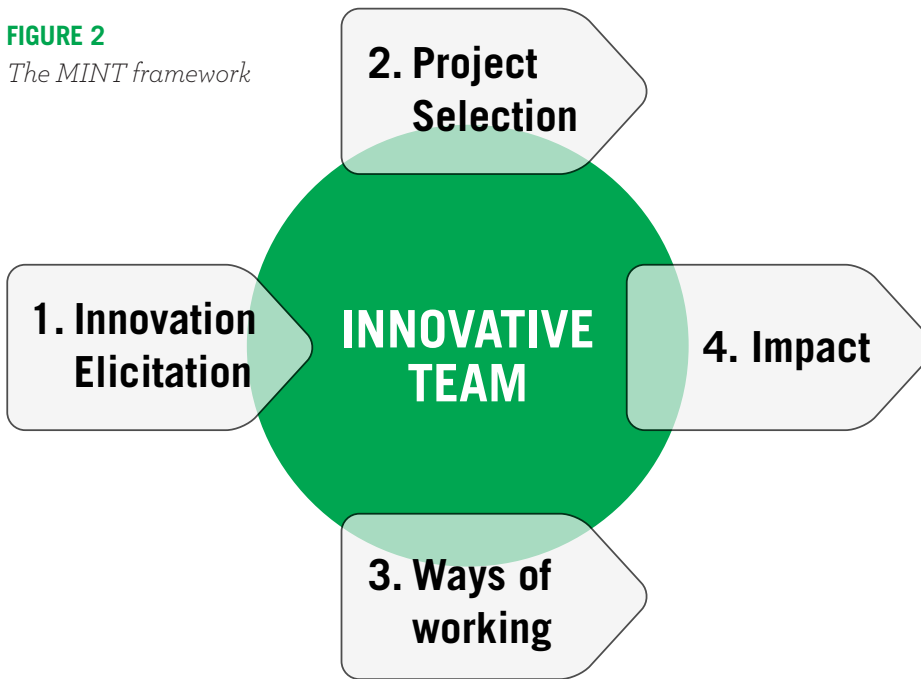 FIGURE 2
The MINT framework
2. Project
Selection
1. Innovation
Elicitation
INNOVATIVE
TEAM
4. Impact
3. Ways of
working